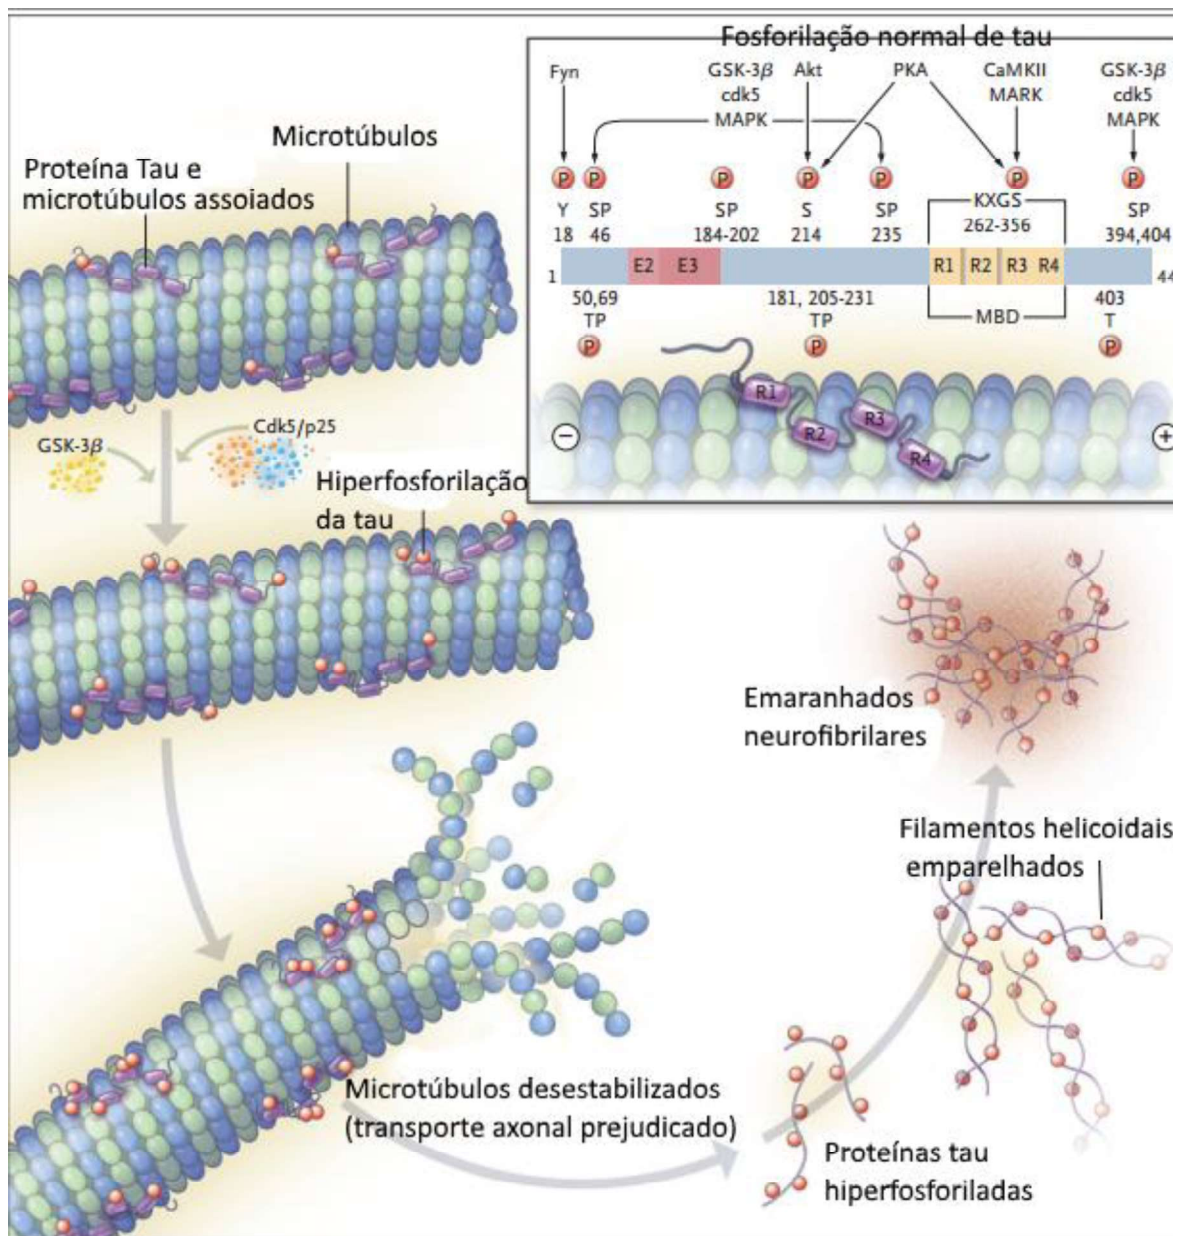 Fosforilação normal de tau
Fyn
GSK-3β
cdk5
MAPK
Akt
PKA
CaMKII
MARK
GSK-3β
cdk5
MAPK
P P P P P P P
Y SP SP S SP KXGS SP
18 46 184-202 214 235 262-356 394,404
1 E2 E3 R1 R2 R3 R4 44
50,69 181, 205-231 MBD 403
TP TP T
P P P
R1
R2
R3
R4
−
+
Microtúbulos
Proteína Tau e
microtúbulos assoiados
GSK-3β
Cdk5/p25
Hiperfosforilação
da tau
Emaranhados
neurofibrilares
Filamentos helicoidais
emparelhados
Microtúbulos desestabilizados
(transporte axonal prejudicado)
Proteínas tau
hiperfosforiladas